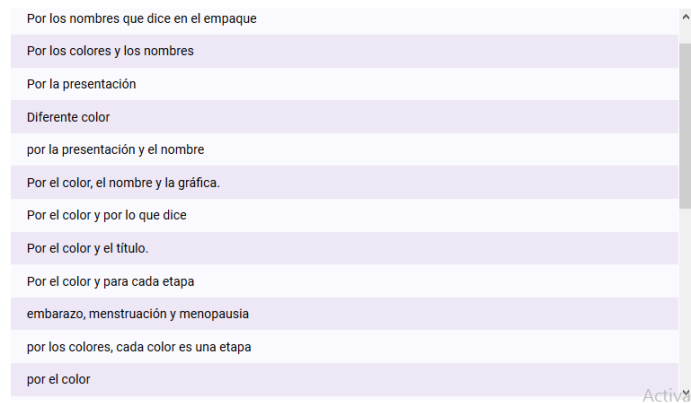 Por los nombres que dice en el empaque
Por los colores y los nombres
Por la presentación
Diferente color
por la presentación y el nombre
Por el color, el nombre y la gráfica.
Por el color y por lo que dice
Por el color y el título.
Por el color y para cada etapa
embarazo, menstruación y menopausia
por los colores, cada color es una etapa
por el color
Activa